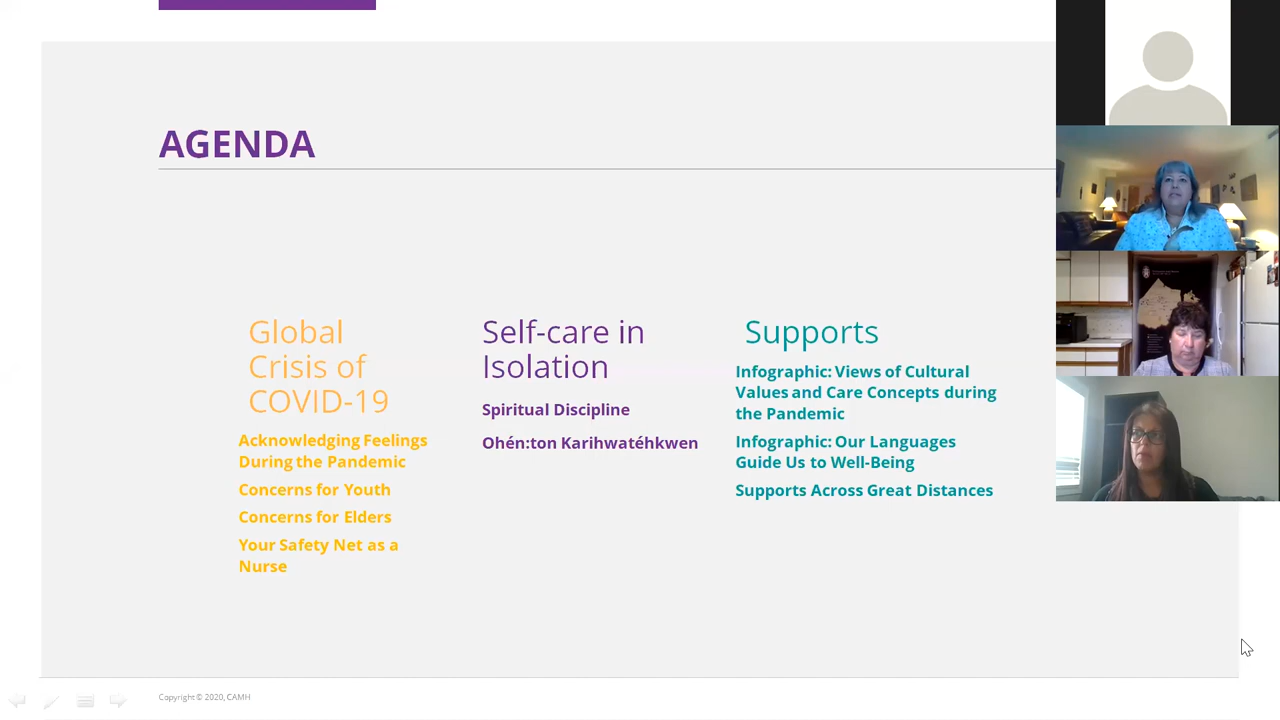 AGENDA
Global
Crisis of
COVID-19
Acknowledging Feelings
During the Pandemic
Concerns for Youth
Concerns for Elders
Your Safety Net as a
Nurse
Self-care in
Isolation
Spiritual Discipline
Ohén:ton Karihwatéhkwen
Supports
Infographic: Views of Cultural
Values and Care Concepts during
the Pandemic
Infographic: Our Languages
Guide Us to Well-Being
Supports Across Great Distances
Copyright © 2020, CAMH